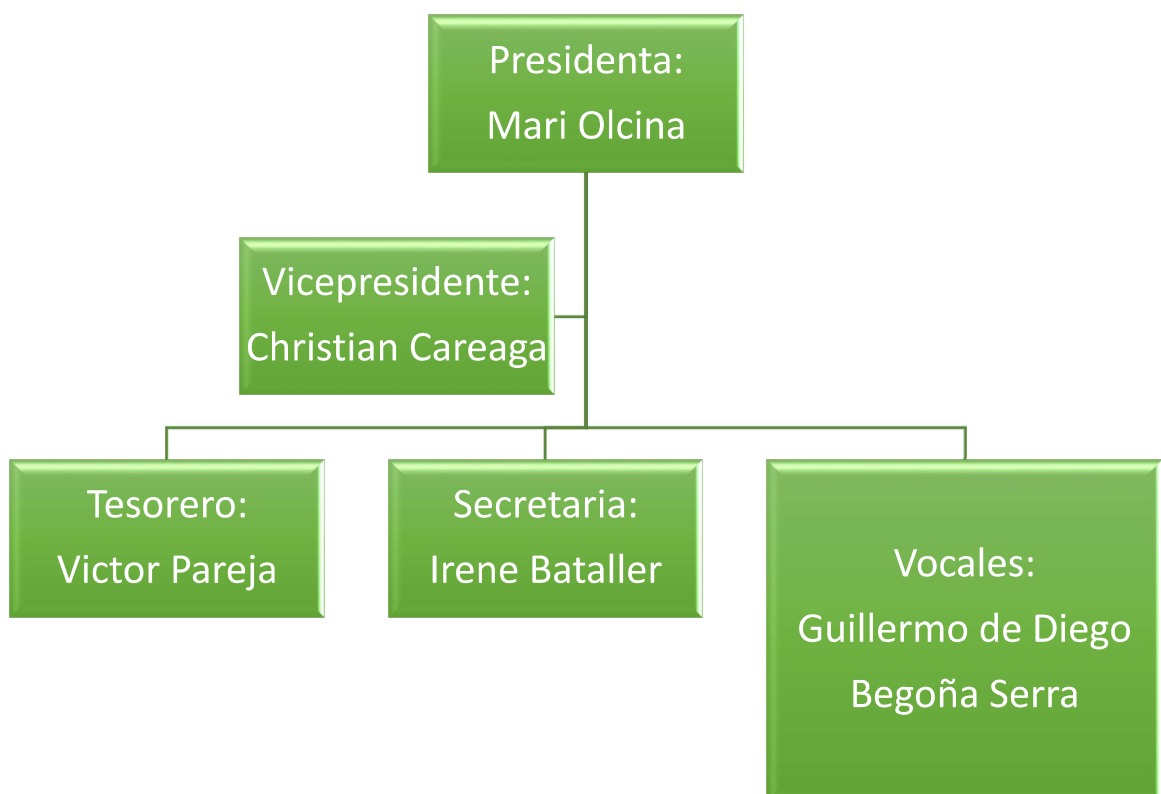 Presidenta:
Mari Olcina
Vicepresidente:
Christian Careaga
Tesorero:
Victor Pareja
Secretaria:
Irene Bataller
Vocales:
Guillermo de Diego
Begoña Serra